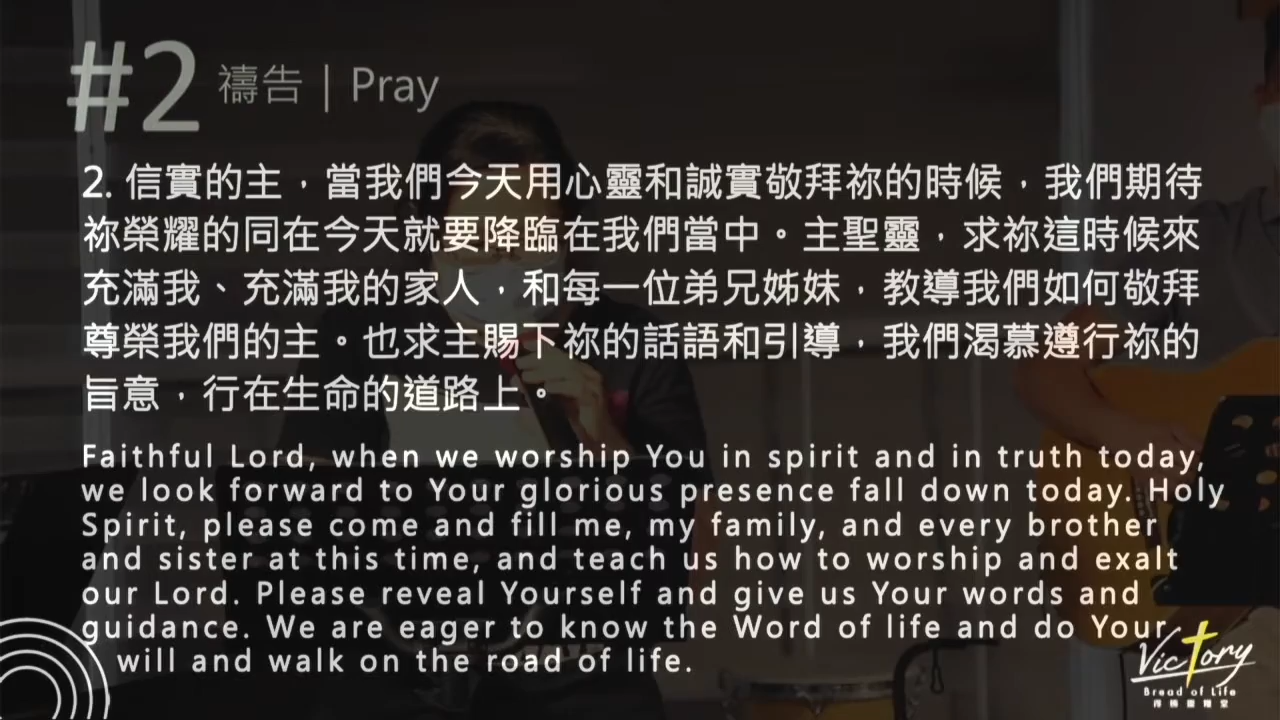 #2 禱告 | Pray
2. 信實的主，當我們今天用心靈和誠實敬拜祢的時候，我們期待
祢榮耀的同在今天就要降臨在我們當中。主聖靈，求祢這時候來
充滿我、充滿我的家人，和每一位弟兄姊妹，教導我們如何敬拜
尊榮我們的主。也求主賜下祢的話語和引導，我們渴慕遵行祢的
旨意，行在生命的道路上。
Faithful Lord, when we worship You in spirit and in truth today,
we look forward to Your glorious presence fall down today. Holy
Spirit, please come and fill me, my family, and every brother
and sister at this time, and teach us how to worship and exalt
our Lord. Please reveal Yourself and give us Your words and
guidance. We are eager to know the Word of life and do Your
will and walk on the road of life.
Victory
Bread of Life